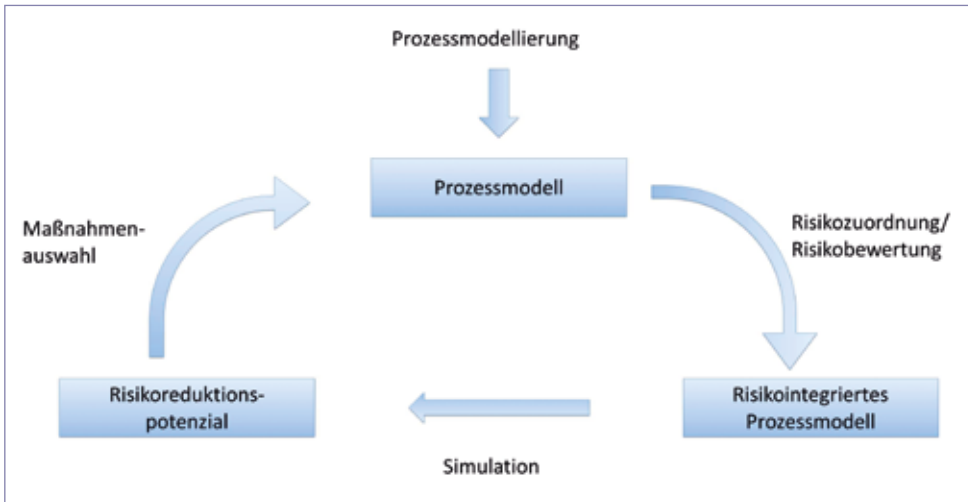 Prozessmodellierung
Prozessmodell
Risikozuordnung/
Risikobewertung
Risikointegriertes
Prozessmodell
Simulation
Risikoreduktions-
potenzial
Maßnahmen-
auswahl